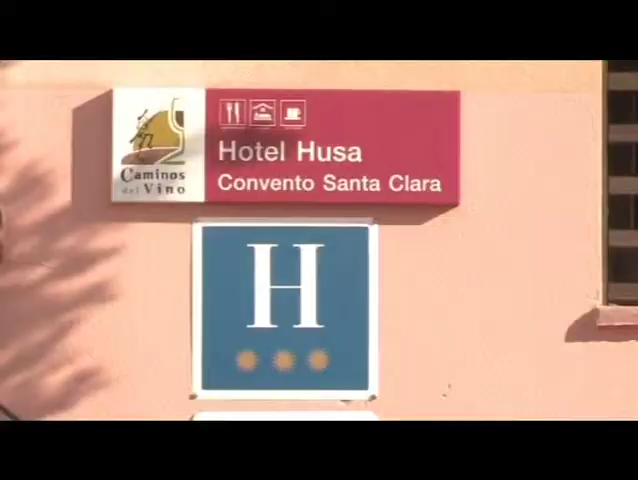 Caminos
del Vino
Hotel Husa
Convento Santa Clara
H